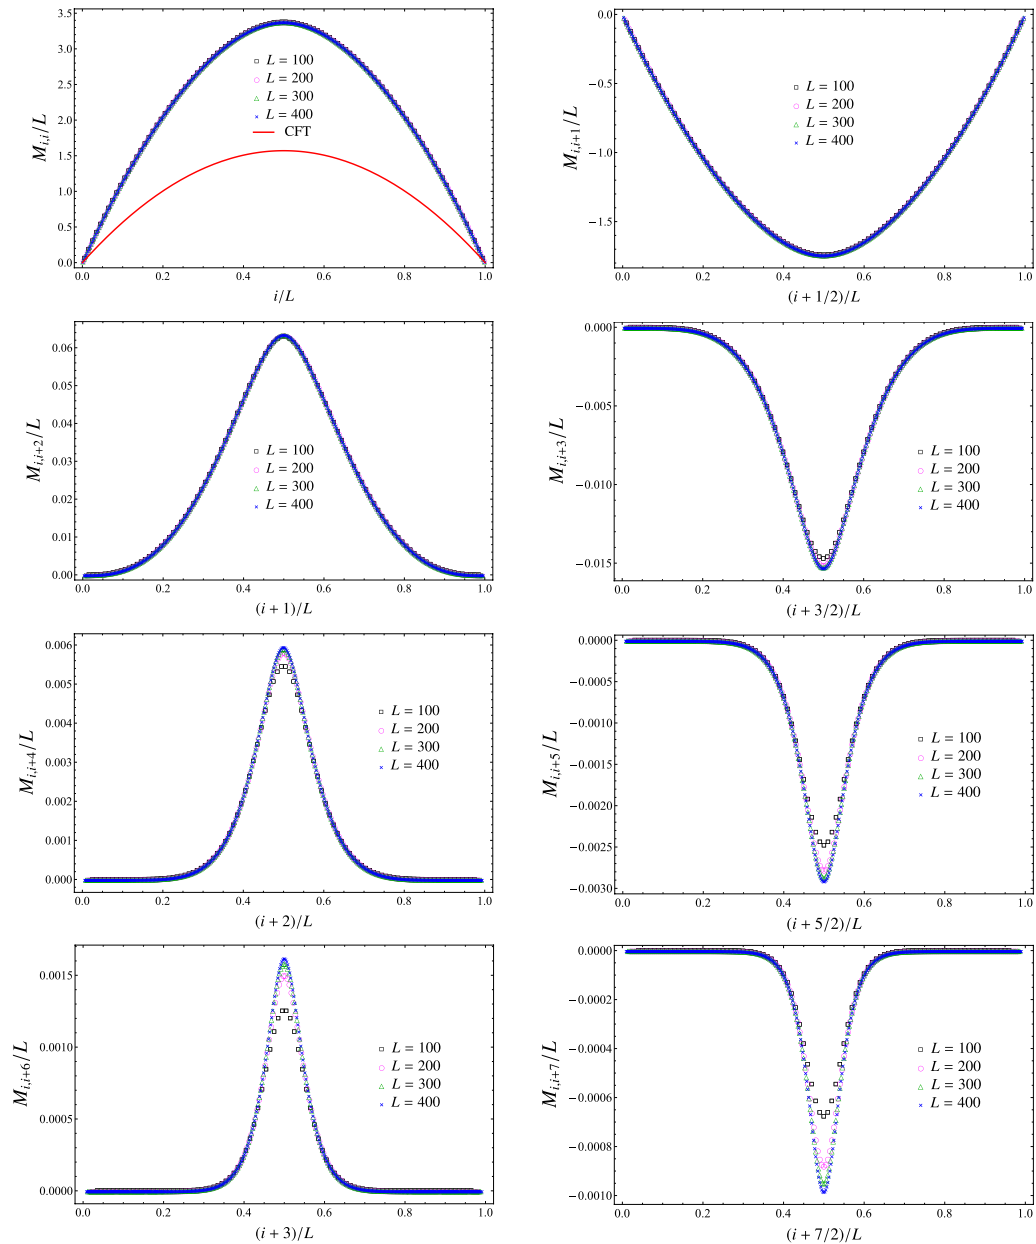 M_{i,i}/L
3.5
3.0
2.5
2.0
1.5
1.0
0.5
0.0
L = 100
L = 200
L = 300
L = 400
CFT
0.0 0.2 0.4 0.6 0.8 1.0
i/L
M_{i,i+1}/L
0.0
−0.5
−1.0
−1.5
L = 100
L = 200
L = 300
L = 400
0.0 0.2 0.4 0.6 0.8 1.0
(i + 1/2)/L
M_{i,i+2}/L
0.06
0.05
0.04
0.03
0.02
0.01
0.00
L = 100
L = 200
L = 300
L = 400
0.0 0.2 0.4 0.6 0.8 1.0
(i + 1)/L
M_{i,i+3}/L
0.000
−0.005
−0.010
−0.015
L = 100
L = 200
L = 300
L = 400
0.0 0.2 0.4 0.6 0.8 1.0
(i + 3/2)/L
M_{i,i+4}/L
0.006
0.005
0.004
0.003
0.002
0.001
0.000
L = 100
L = 200
L = 300
L = 400
0.0 0.2 0.4 0.6 0.8 1.0
(i + 2)/L
M_{i,i+5}/L
0.0000
−0.0005
−0.0010
−0.0015
−0.0020
−0.0025
−0.0030
L = 100
L = 200
L = 300
L = 400
0.0 0.2 0.4 0.6 0.8 1.0
(i + 5/2)/L
M_{i,i+6}/L
0.0015
0.0010
0.0005
0.0000
L = 100
L = 200
L = 300
L = 400
0.0 0.2 0.4 0.6 0.8 1.0
(i + 3)/L
M_{i,i+7}/L
0.0000
−0.0002
−0.0004
−0.0006
−0.0008
−0.0010
L = 100
L = 200
L = 300
L = 400
0.0 0.2 0.4 0.6 0.8 1.0
(i + 7/2)/L